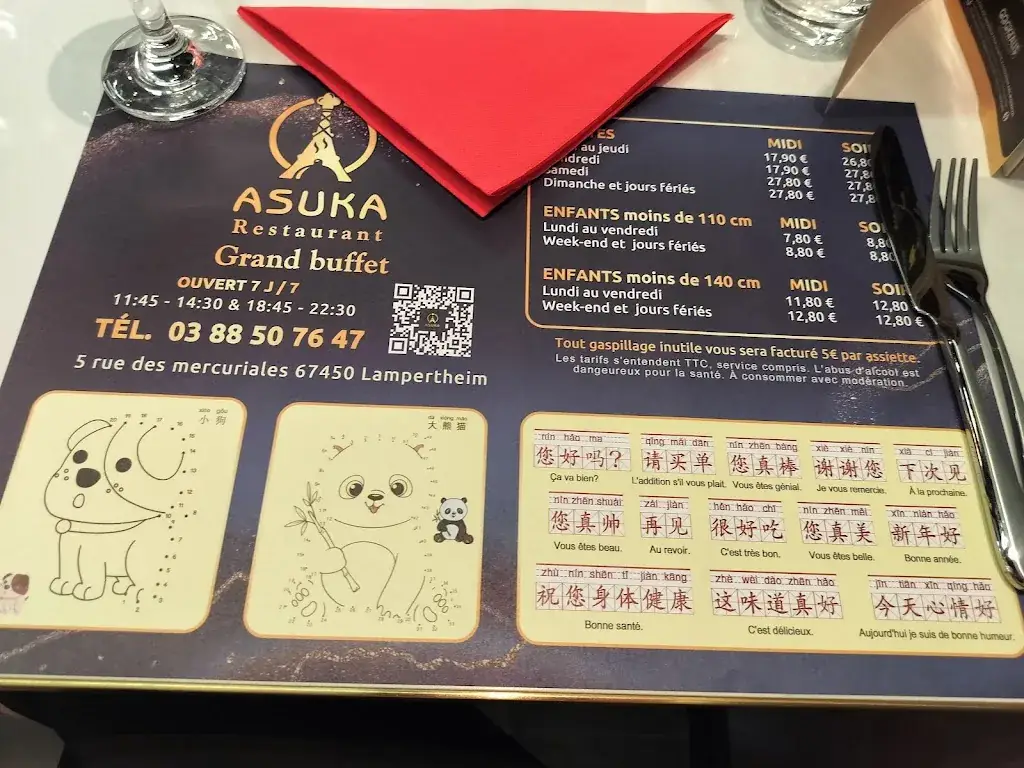 ASUKA
Restaurant
Grand buffet
OUVERT 7 J / 7
11:45 - 14:30 & 18:45 - 22:30
TÉL. 03 88 50 76 47
5 rue des mercuriales 67450 Lampertheim
MIDI
au jeudi 17,90 €
17,90 €
27,80 €
Dimanche et jours fériés 27,80 €
ENFANTS moins de 110 cm MIDI
Lundi au vendredi 7,80 €
Week-end et jours fériés 8,80 €
ENFANTS moins de 140 cm MIDI
Lundi au vendredi 11,80 € 12,80
Week-end et jours fériés 12,80 € 12,80 €
Tout gaspillage inutile vous sera facturé 5€ par assiette.
Les tarifs s'entendent TTC, service compris. L'abus d'alcool est
dangeureux pour la santé. À consommer avec modération.
xiǎo gǒu
小狗
dà xióng māo
大熊猫
nín hǎo ma qǐng mǎi dān nín zhēn bàng xiè xiè nín xià cì jiàn
您好吗? 请买单 您真棒 谢谢您 下次见
Ça va bien? L'addition s'il vous plait. Vous êtes génial. Je vous remercie. À la prochaine.
nín zhēn shuài zài jiàn hěn hǎo chī nín zhēn měi xīn nián hǎo
您真帅 再见 很好吃 您真美 新年好
Vous êtes beau. Au revoir. C'est très bon. Vous êtes belle. Bonne année.
zhù nín shēn tǐ jiàn kāng zhè wèi dào zhēn hǎo jīn tiān xīn qíng hǎo
祝您身体健康 这味道真好 今天心情好
Bonne santé. C'est délicieux. Aujourd'hui je suis de bonne humeur.